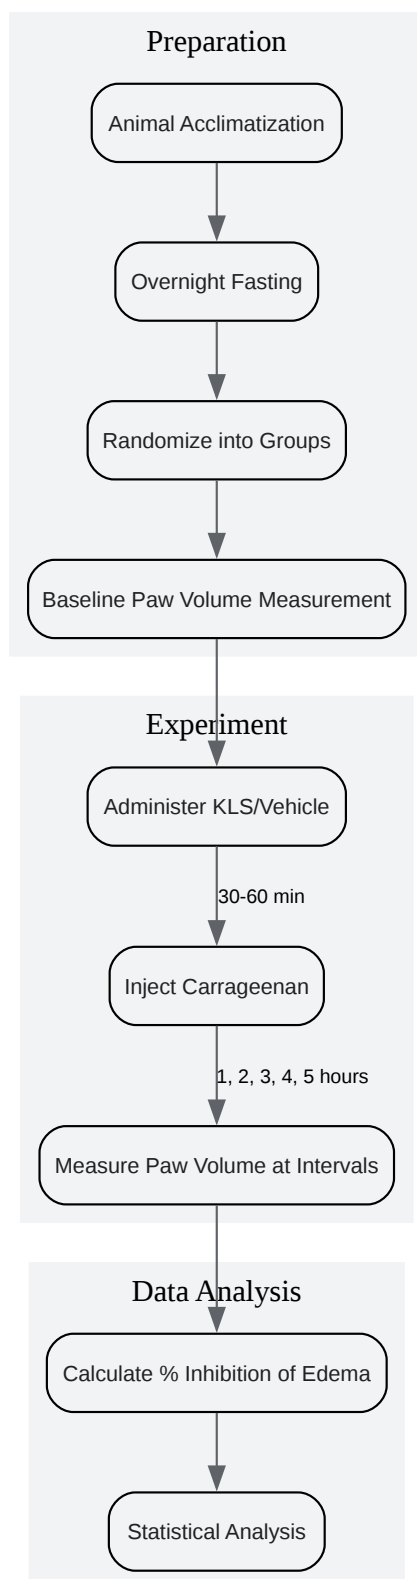 Preparation
Animal Acclimatization
Overnight Fasting
Randomize into Groups
Baseline Paw Volume Measurement
Experiment
Administer KLS/Vehicle
30-60 min
Inject Carrageenan
1, 2, 3, 4, 5 hours
Measure Paw Volume at Intervals
Data Analysis
Calculate % Inhibition of Edema
Statistical Analysis